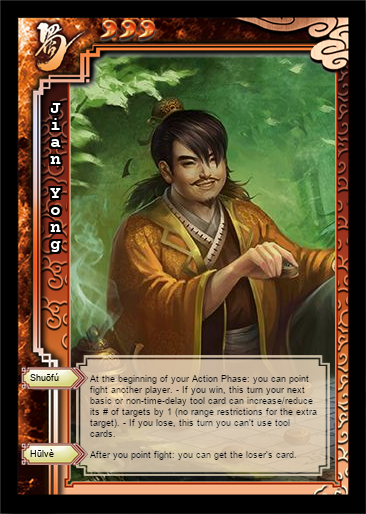 蜀
Jian Yong
Shuōfú
At the beginning of your Action Phase: you can point
fight another player. - If you win, this turn your next
basic or non-time-delay tool card can increase/reduce
its # of targets by 1 (no range restrictions for the extra
target). - If you lose, this turn you can't use tool
cards.
Hūlvè
After you point fight: you can get the loser's card.